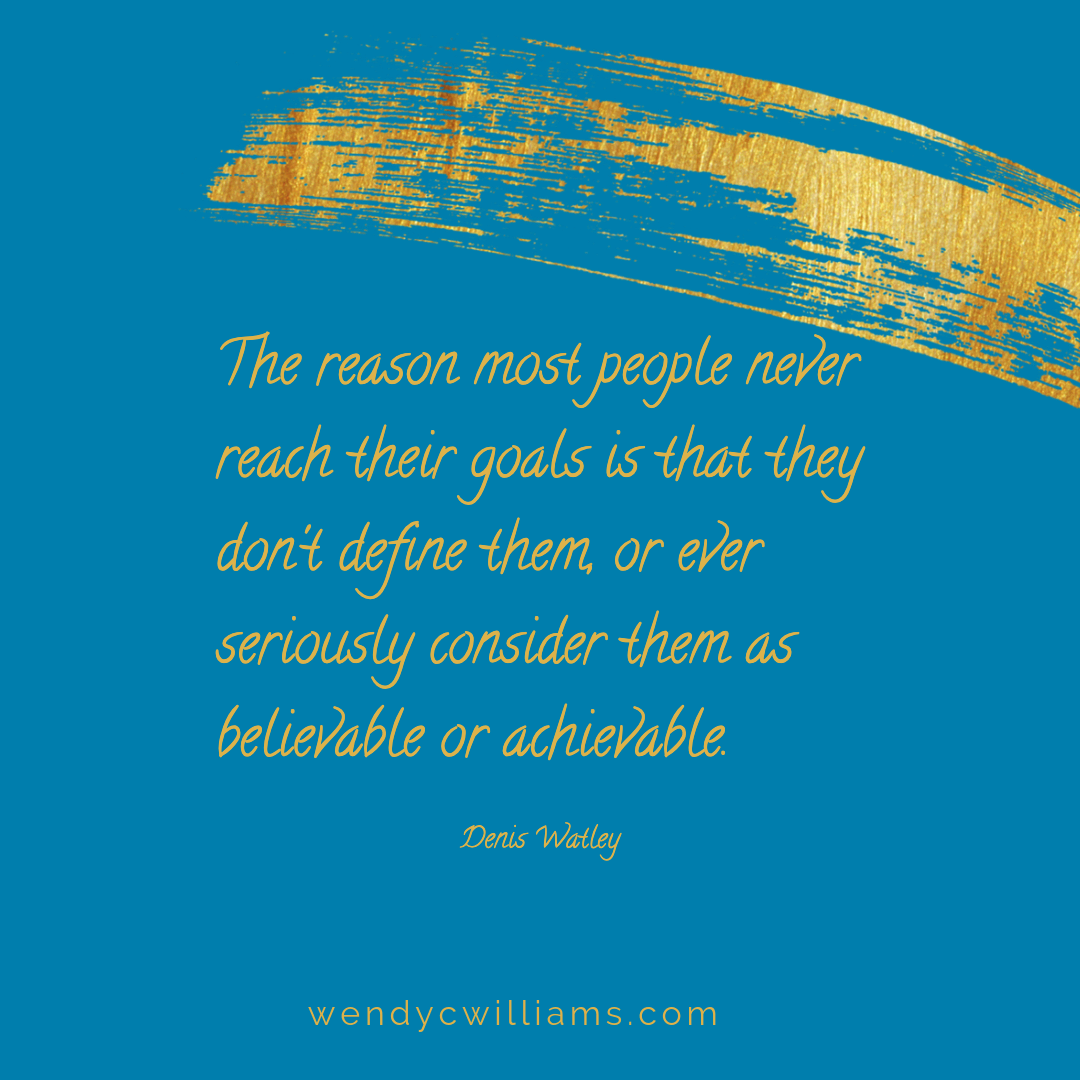 The reason most people never
reach their goals is that they
don't define them, or ever
seriously consider them as
believable or achievable.
Denis Watley
wendycwilliams.com